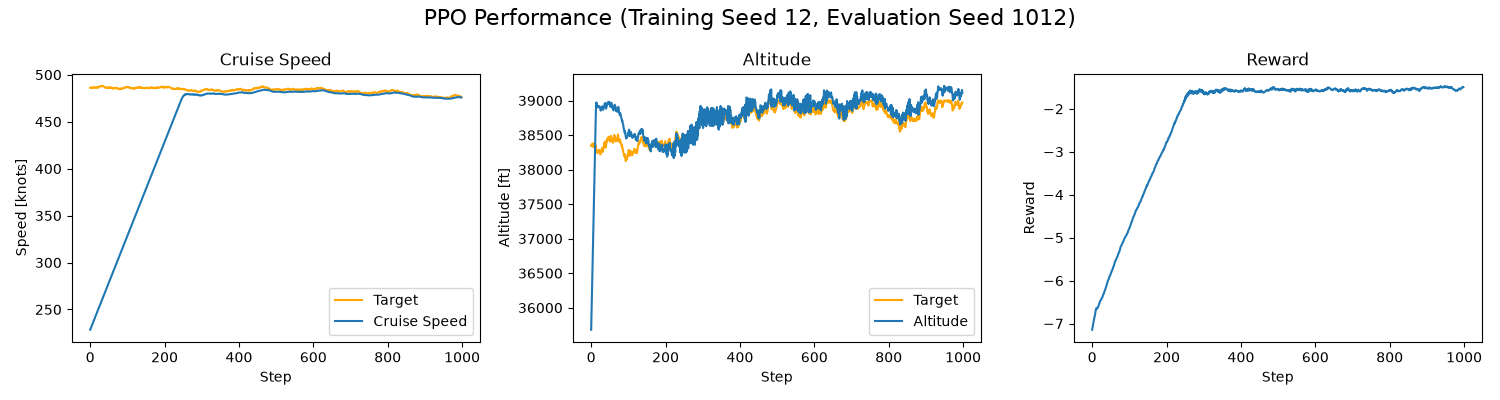 PPO Performance (Training Seed 12, Evaluation Seed 1012)
Cruise Speed
500
450
400
350
300
250
Speed [knots]
0 200 400 600 800 1000
Step
Target
Cruise Speed
Altitude
39000
38500
38000
37500
37000
36500
36000
Altitude [ft]
0 200 400 600 800 1000
Step
Target
Altitude
Reward
−2
−3
−4
−5
−6
−7
Reward
0 200 400 600 800 1000
Step